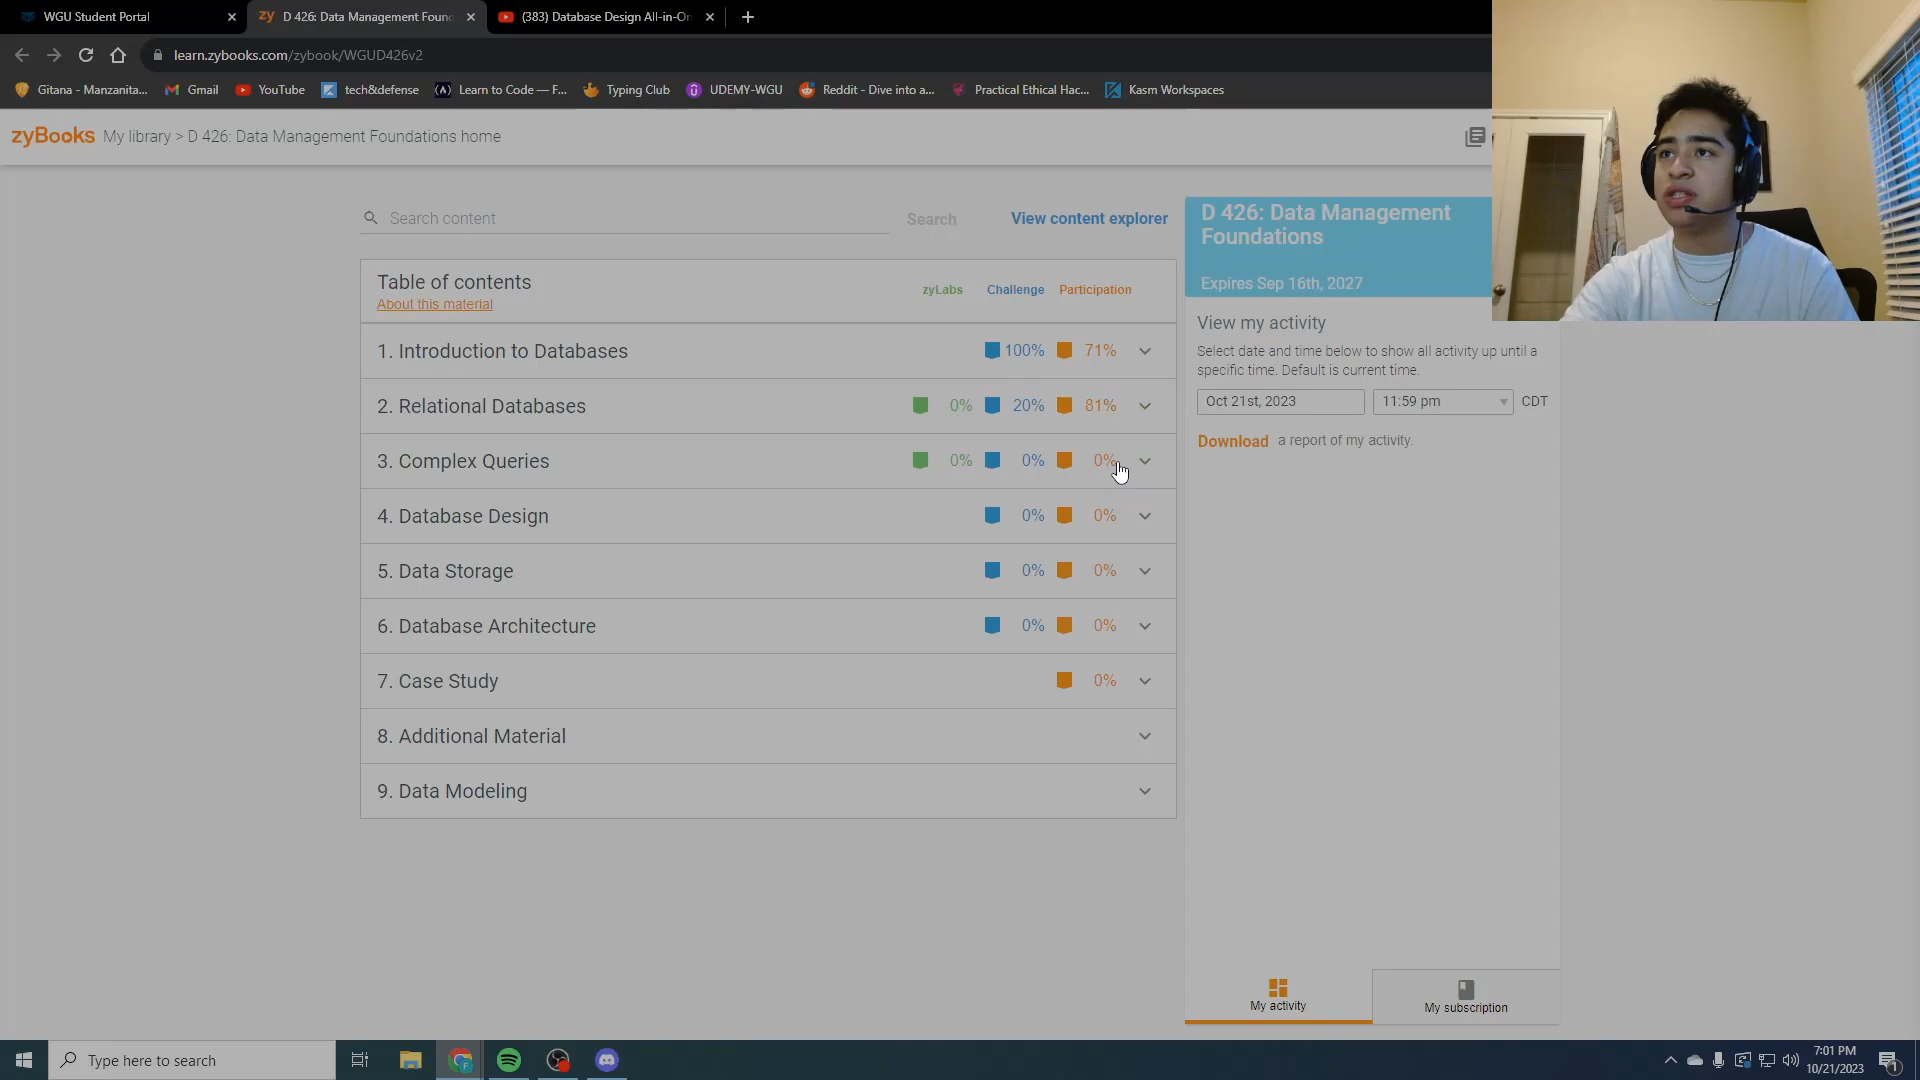 WGU Student Portal
D 426: Data Management Foun
(383) Database Design All-in-On
learn.zybooks.com/zybook/WGUD426v2
Gitana - Manzanita...
Gmail
YouTube
tech&defense
Learn to Code — F...
Typing Club
UDEMY-WGU
Reddit - Dive into a...
Practical Ethical Hac...
Kasm Workspaces
zyBooks My library > D 426: Data Management Foundations home
Search content
Search
View content explorer
Table of contents
About this material
zyLabs Challenge Participation
1. Introduction to Databases 100% 71%
2. Relational Databases 0% 20% 81%
3. Complex Queries 0% 0% 0%
4. Database Design 0% 0%
5. Data Storage 0% 0%
6. Database Architecture 0% 0%
7. Case Study 0%
8. Additional Material
9. Data Modeling
D 426: Data Management
Foundations
Expires Sep 16th, 2027
View my activity
Select date and time below to show all activity up until a
specific time. Default is current time.
Oct 21st, 2023 11:59 pm CDT
Download a report of my activity.
My activity
My subscription
Type here to search
7:01 PM
10/21/2023
1